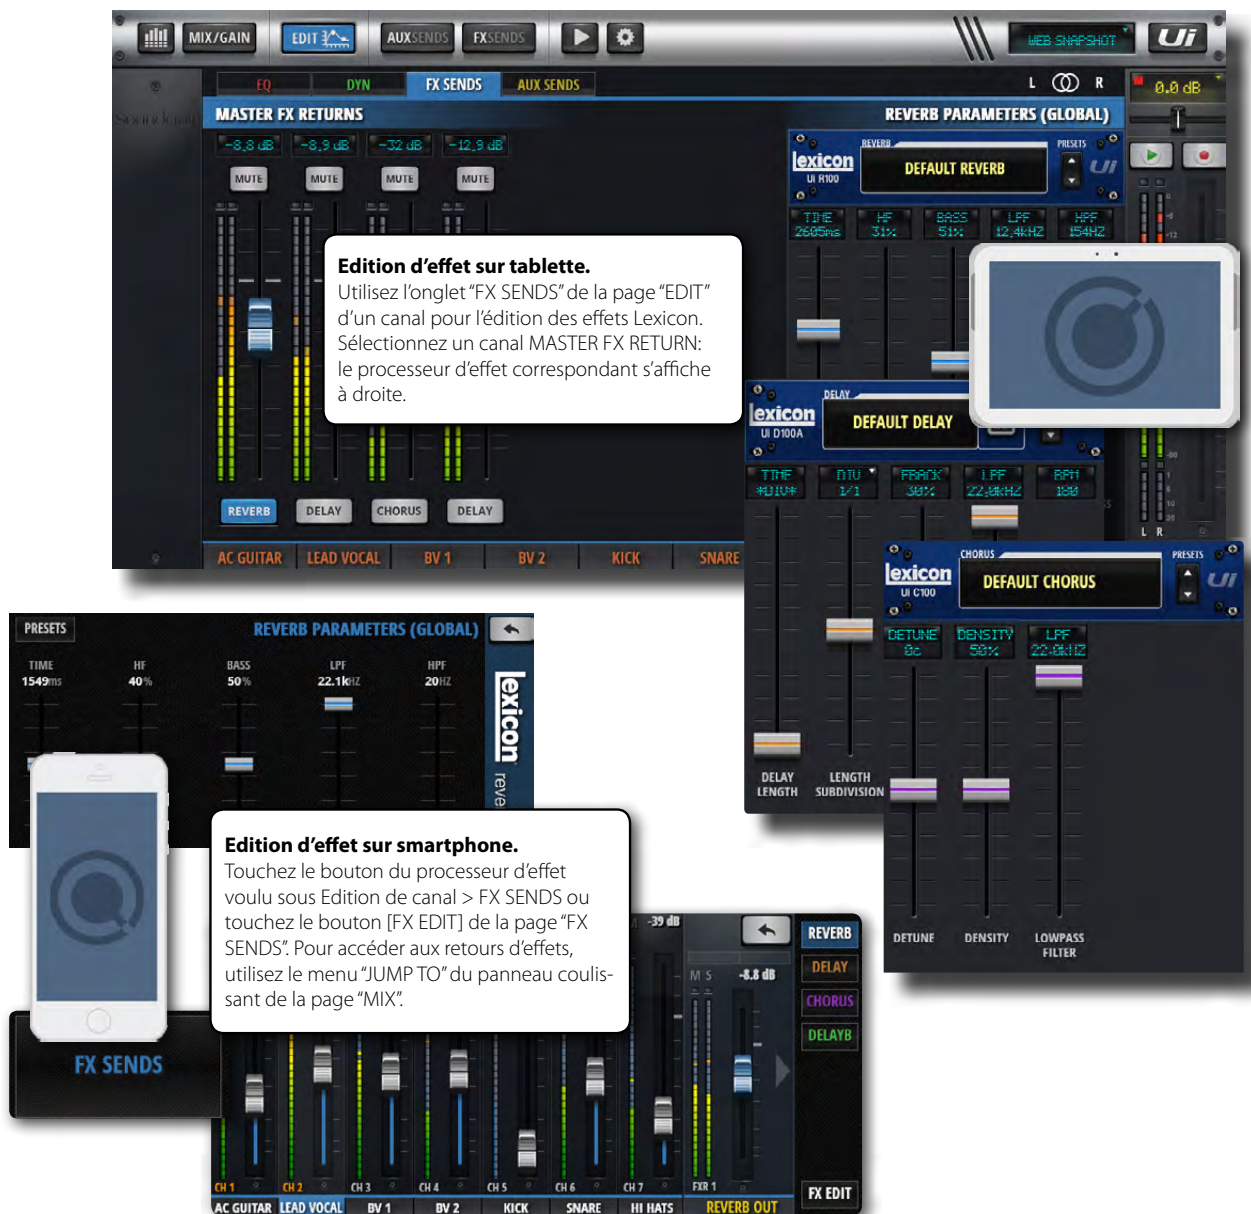 MIX/GAIN EDIT AUXSENDS FXSENDS WEB SNAPSHOT Ui
EQ DYN FX SENDS AUX SENDS L R 0.0 dB
MASTER FX RETURNS REVERB PARAMETERS (GLOBAL)
-8,8 dB -8,9 dB -32 dB -12,9 dB
MUTE MUTE MUTE MUTE
lexicon
UI R100
REVERB
DEFAULT REVERB
PRESETS
Ui
TIME HF BASS LPF HPF
2605ms 31% 51% 12,4kHZ 154HZ
Edition d'effet sur tablette.
Utilisez l'onglet "FX SENDS" de la page "EDIT"
d'un canal pour l'édition des effets Lexicon.
Sélectionnez un canal MASTER FX RETURN:
le processeur d'effet correspondant s'affiche
à droite.
lexicon
UI D100A
DELAY
DEFAULT DELAY
TIME DIV FBACK LPF BPM
*DIV* 1/1 30% 22,0kHZ 180
DELAY LENGTH
LENGTH SUBDIVISION
REVERB DELAY CHORUS DELAY
AC GUITAR LEAD VOCAL BV 1 BV 2 KICK SNARE
L R
lexicon
UI C100
CHORUS
DEFAULT CHORUS
PRESETS
Ui
DETUNE DENSITY LPF
0c 50% 22.0kHZ
DETUNE DENSITY LOWPASS
FILTER
PRESETS REVERB PARAMETERS (GLOBAL)
TIME HF BASS LPF HPF
1549ms 40% 50% 22.1kHZ 20HZ
lexicon
Edition d'effet sur smartphone.
Touchez le bouton du processeur d'effet
voulu sous Edition de canal > FX SENDS ou
touchez le bouton [FX EDIT] de la page "FX
SENDS". Pour accéder aux retours d'effets,
utilisez le menu "JUMP TO" du panneau coulis-
sant de la page "MIX".
FX SENDS
-39 dB
M S -8.8 dB
REVERB
DELAY
CHORUS
DELAYB
FX EDIT
CH 1 CH 2 CH 3 CH 4 CH 5 CH 6 CH 7 FXR 1
AC GUITAR LEAD VOCAL BV 1 BV 2 KICK SNARE HI HATS REVERB OUT